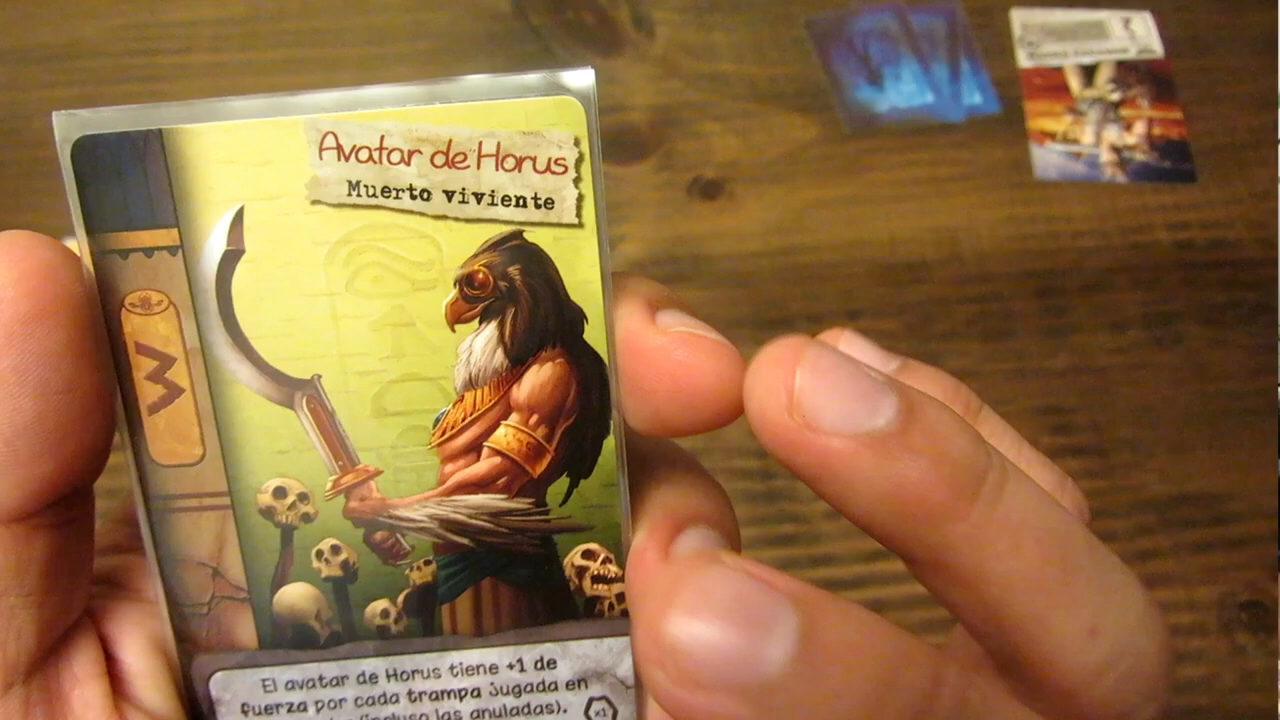 Avatar de Horus
Muerto viviente
El avatar de Horus tiene +1 de
fuerza por cada trampa jugada en
(incluso las anuladas).
x1